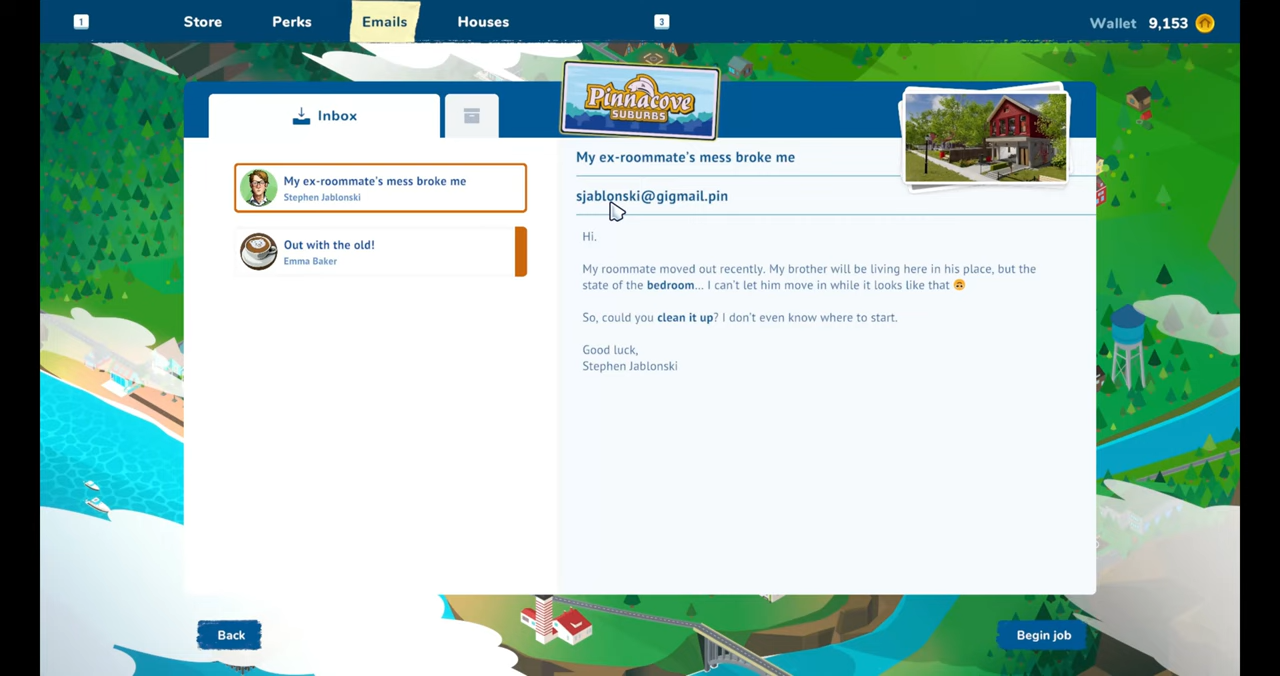 1
Store
Perks
Emails
Houses
3
Wallet 9,153
Inbox
Pinnacove
SUBURBS
My ex-roommate's mess broke me
Stephen Jablonski
Out with the old!
Emma Baker
My ex-roommate's mess broke me
sjablonski@gigmail.pin
Hi.
My roommate moved out recently. My brother will be living here in his place, but the
state of the bedroom... I can't let him move in while it looks like that 🙃
So, could you clean it up? I don't even know where to start.
Good luck,
Stephen Jablonski
Back
Begin job